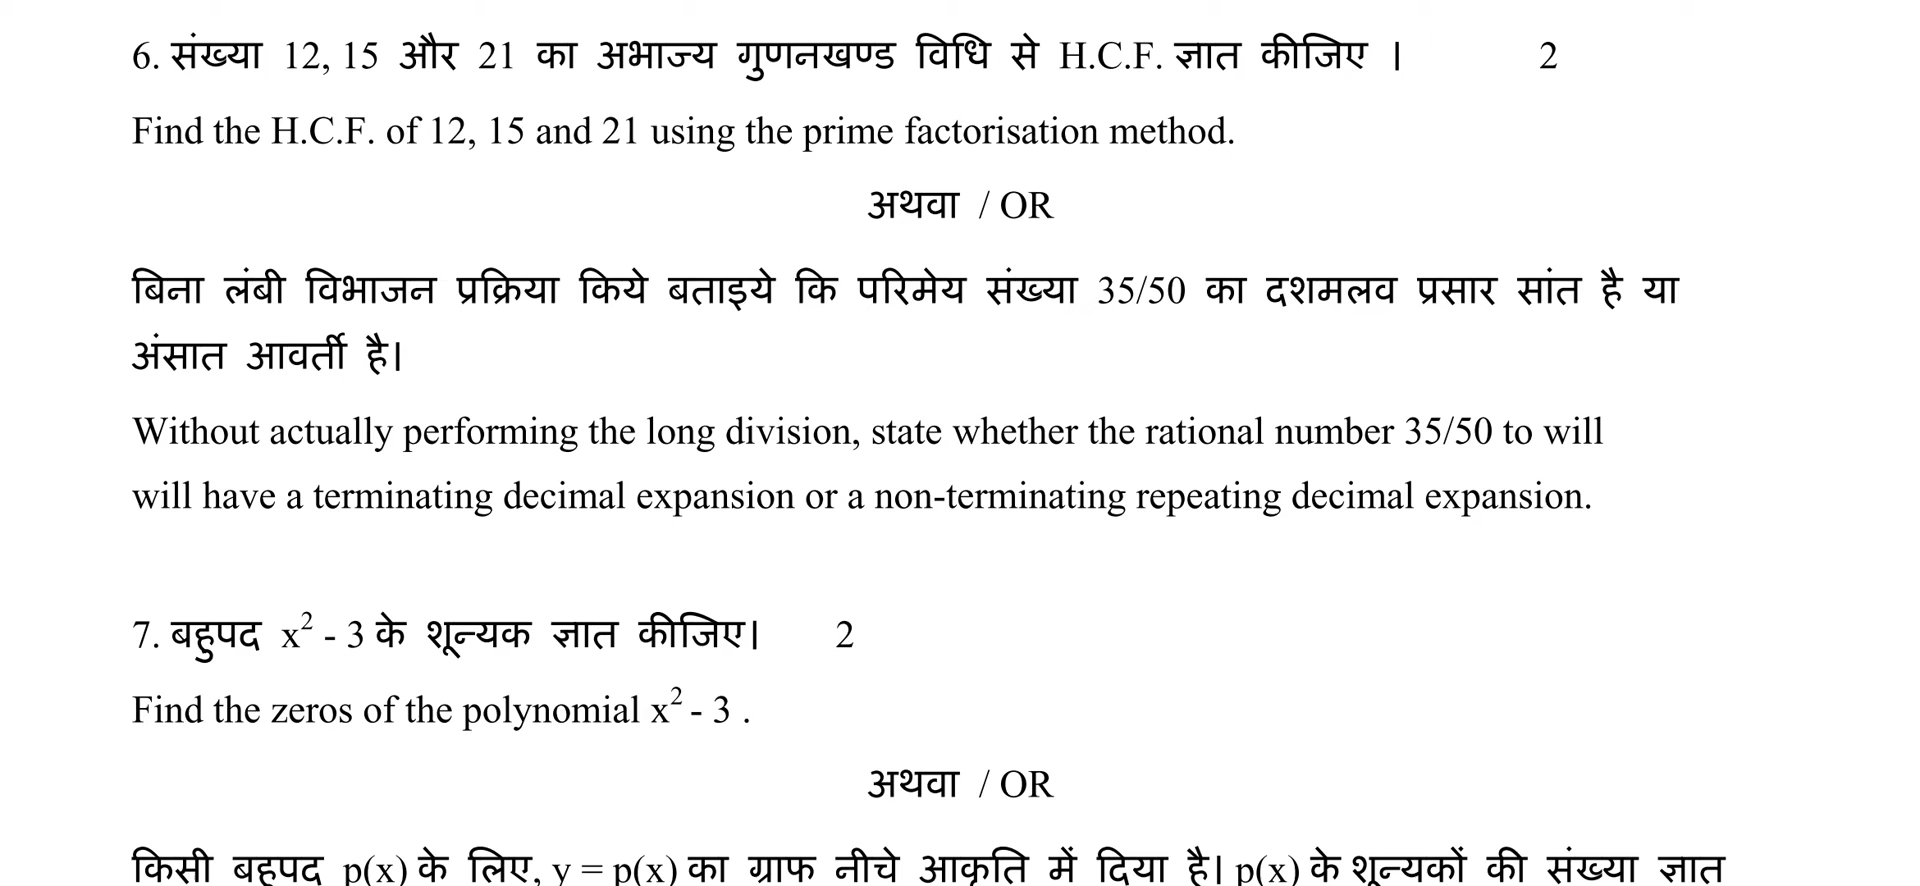 6. संख्या 12, 15 और 21 का अभाज्य गुणनखण्ड विधि से H.C.F. ज्ञात कीजिए । 2
Find the H.C.F. of 12, 15 and 21 using the prime factorisation method.
अथवा / OR
बिना लंबी विभाजन प्रक्रिया किये बताइये कि परिमेय संख्या 35/50 का दशमलव प्रसार सांत है या
अंसात आवर्ती है।
Without actually performing the long division, state whether the rational number 35/50 to will
will have a terminating decimal expansion or a non-terminating repeating decimal expansion.
7. बहुपद x² - 3 के शून्यक ज्ञात कीजिए। 2
Find the zeros of the polynomial x² - 3 .
अथवा / OR
किसी बहुपद p(x) के लिए, y = p(x) का ग्राफ नीचे आकृति में दिया है। p(x) के शून्यकों की संख्या ज्ञात